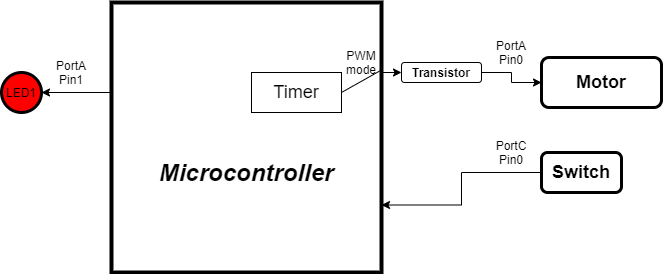 PortA
Pin1
LED1
PWM
mode
Timer
Transistor
PortA
Pin0
Motor
Microcontroller
PortC
Pin0
Switch